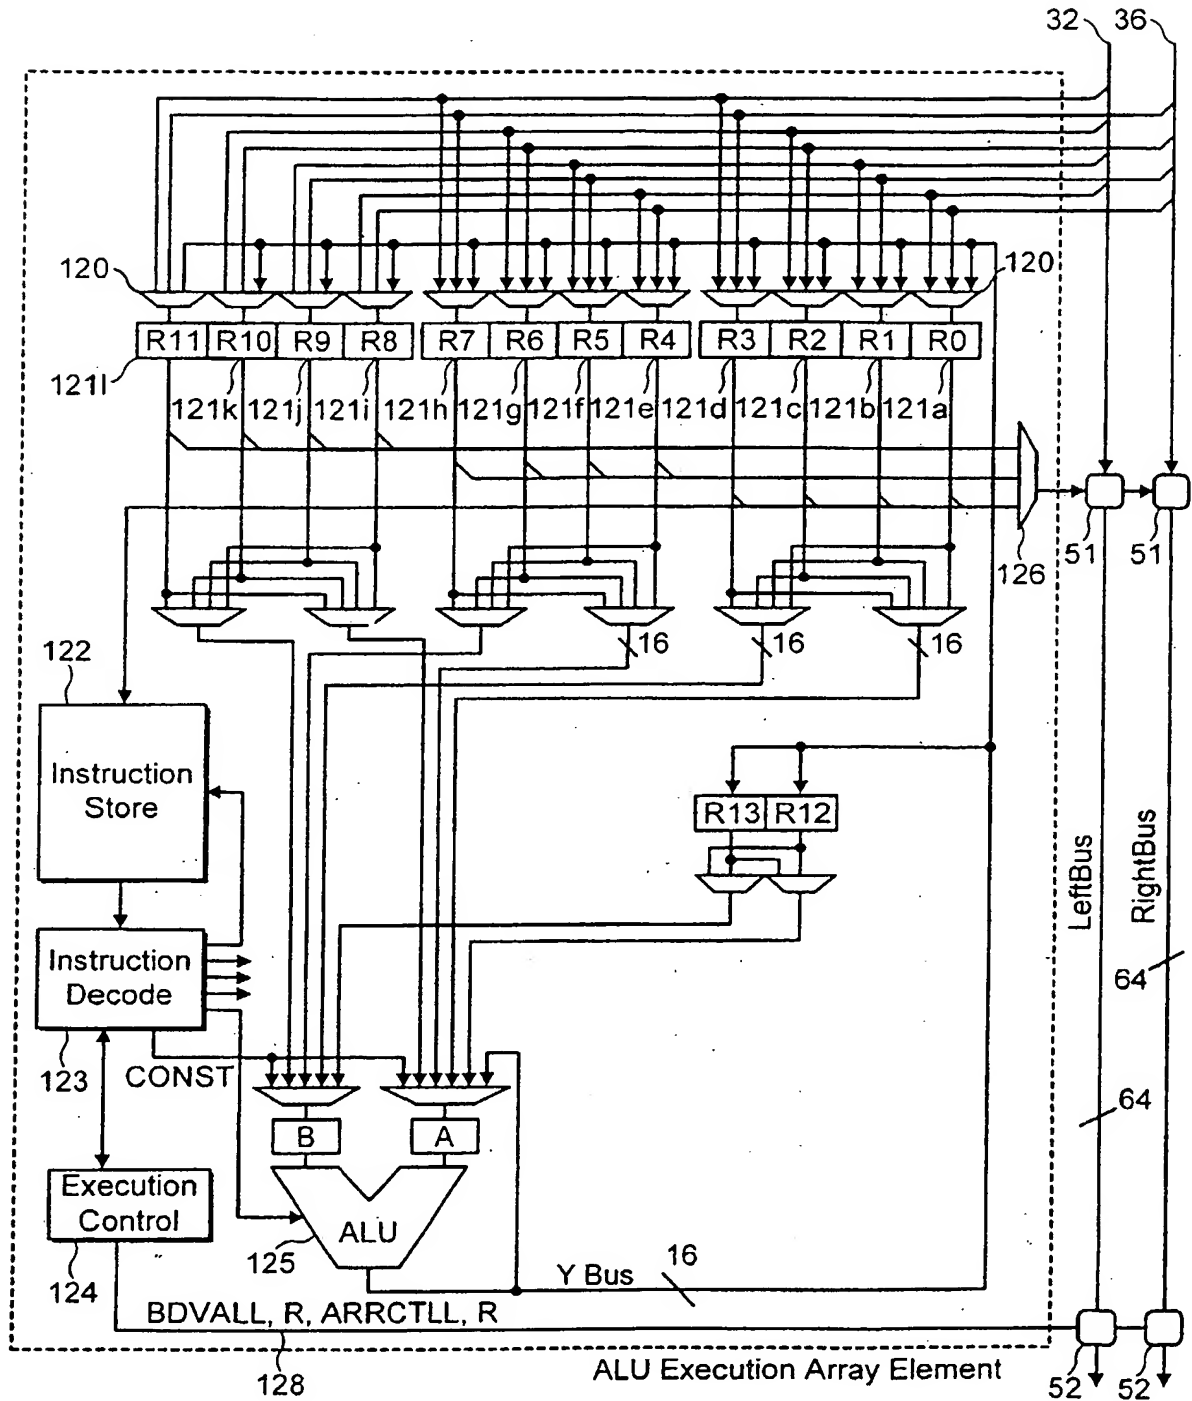 32 36
120 120
R11 R10 R9 R8 R7 R6 R5 R4 R3 R2 R1 R0
121l 121k 121j 121i 121h 121g 121f 121e 121d 121c 121b 121a
51 51
126
16 16 16
122
Instruction
Store
R13 R12
LeftBus
RightBus
Instruction
Decode
64
123
CONST
64
B A
Execution
Control
ALU
125
124
Y Bus
16
BDVALL, R, ARRCTLL, R
128
ALU Execution Array Element
52 52